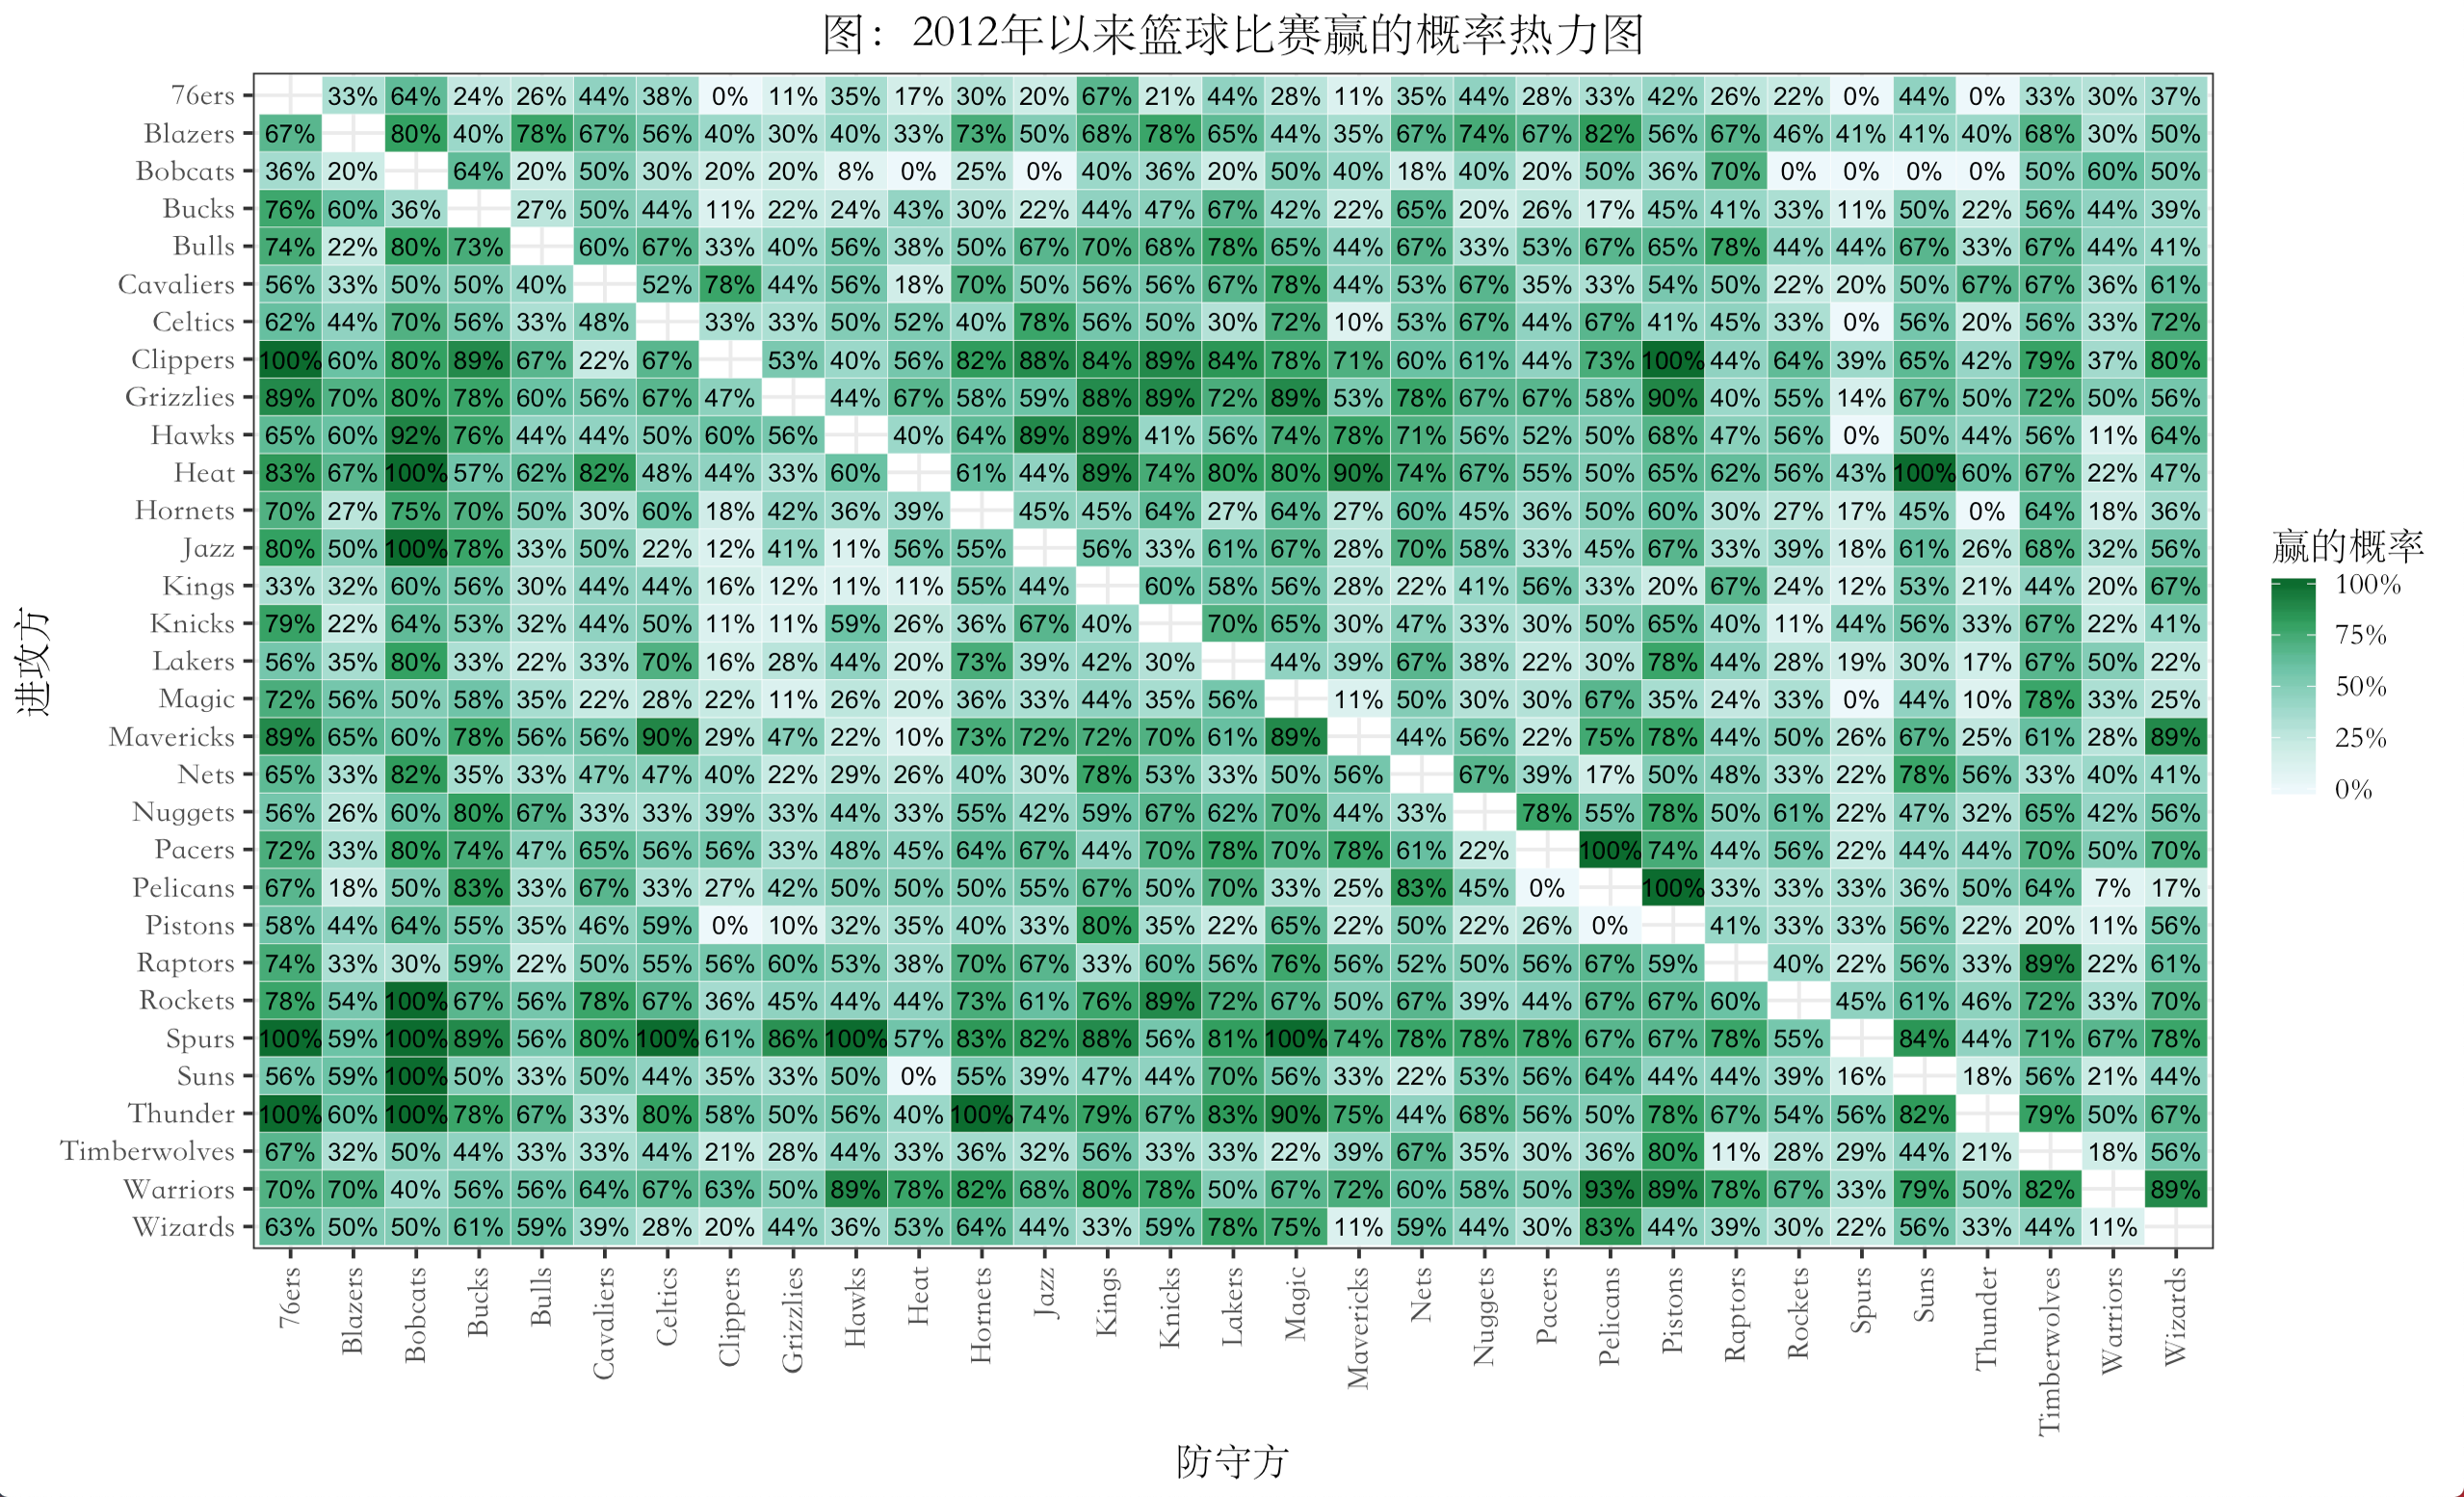 图：2012年以来篮球比赛赢的概率热力图
76ers 33% 64% 24% 26% 44% 38% 0% 11% 35% 17% 30% 20% 67% 21% 44% 28% 11% 35% 44% 28% 33% 42% 26% 22% 0% 44% 0% 33% 30% 37%
Blazers 67% 80% 40% 78% 67% 56% 40% 30% 40% 33% 73% 50% 68% 78% 65% 44% 35% 67% 74% 67% 82% 56% 67% 46% 41% 41% 40% 68% 30% 50%
Bobcats 36% 20% 64% 20% 50% 30% 20% 20% 8% 0% 25% 0% 40% 36% 20% 50% 40% 18% 40% 20% 50% 36% 70% 0% 0% 0% 0% 50% 60% 50%
Bucks 76% 60% 36% 27% 50% 44% 11% 22% 24% 43% 30% 22% 44% 47% 67% 42% 22% 65% 20% 26% 17% 45% 41% 33% 11% 50% 22% 56% 44% 39%
Bulls 74% 22% 80% 73% 60% 67% 33% 40% 56% 38% 50% 67% 70% 68% 78% 65% 44% 67% 33% 53% 67% 65% 78% 44% 44% 67% 33% 67% 44% 41%
Cavaliers 56% 33% 50% 50% 40% 52% 78% 44% 56% 18% 70% 50% 56% 56% 67% 78% 44% 53% 67% 35% 33% 54% 50% 22% 20% 50% 67% 67% 36% 61%
Celtics 62% 44% 70% 56% 33% 48% 33% 33% 50% 52% 40% 78% 56% 50% 30% 72% 10% 53% 67% 44% 67% 41% 45% 33% 0% 56% 20% 56% 33% 72%
Clippers 100% 60% 80% 89% 67% 22% 67% 53% 40% 56% 82% 88% 84% 89% 84% 78% 71% 60% 61% 44% 73% 100% 44% 64% 39% 65% 42% 79% 37% 80%
Grizzlies 89% 70% 80% 78% 60% 56% 67% 47% 44% 67% 58% 59% 88% 89% 72% 89% 53% 78% 67% 67% 58% 90% 40% 55% 14% 67% 50% 72% 50% 56%
Hawks 65% 60% 92% 76% 44% 44% 50% 60% 56% 40% 64% 89% 89% 41% 56% 74% 78% 71% 56% 52% 50% 68% 47% 56% 0% 50% 44% 56% 11% 64%
Heat 83% 67% 100% 57% 62% 82% 48% 44% 33% 60% 61% 44% 89% 74% 80% 80% 90% 74% 67% 55% 50% 65% 62% 56% 43% 100% 60% 67% 22% 47%
Hornets 70% 27% 75% 70% 50% 30% 60% 18% 42% 36% 39% 45% 45% 64% 27% 64% 27% 60% 45% 36% 50% 60% 30% 27% 17% 45% 0% 64% 18% 36%
Jazz 80% 50% 100% 78% 33% 50% 22% 12% 41% 11% 56% 55% 56% 33% 61% 67% 28% 70% 58% 33% 45% 67% 33% 39% 18% 61% 26% 68% 32% 56%
Kings 33% 32% 60% 56% 30% 44% 44% 16% 12% 11% 11% 55% 44% 60% 58% 56% 28% 22% 41% 56% 33% 20% 67% 24% 12% 53% 21% 44% 20% 67%
Knicks 79% 22% 64% 53% 32% 44% 50% 11% 11% 59% 26% 36% 67% 40% 70% 65% 30% 47% 33% 30% 50% 65% 40% 11% 44% 56% 33% 67% 22% 41%
Lakers 56% 35% 80% 33% 22% 33% 70% 16% 28% 44% 20% 73% 39% 42% 30% 44% 39% 67% 38% 22% 30% 78% 44% 28% 19% 30% 17% 67% 50% 22%
Magic 72% 56% 50% 58% 35% 22% 28% 22% 11% 26% 20% 36% 33% 44% 35% 56% 11% 50% 30% 30% 67% 35% 24% 33% 0% 44% 10% 78% 33% 25%
Mavericks 89% 65% 60% 78% 56% 56% 90% 29% 47% 22% 10% 73% 72% 72% 70% 61% 89% 44% 56% 22% 75% 78% 44% 50% 26% 67% 25% 61% 28% 89%
Nets 65% 33% 82% 35% 33% 47% 47% 40% 22% 29% 26% 40% 30% 78% 53% 33% 50% 56% 67% 39% 17% 50% 48% 33% 22% 78% 56% 33% 40% 41%
Nuggets 56% 26% 60% 80% 67% 33% 33% 39% 33% 44% 33% 55% 42% 59% 67% 62% 70% 44% 33% 78% 55% 78% 50% 61% 22% 47% 32% 65% 42% 56%
Pacers 72% 33% 80% 74% 47% 65% 56% 56% 33% 48% 45% 64% 67% 44% 70% 78% 70% 78% 61% 22% 100% 74% 44% 56% 22% 44% 44% 70% 50% 70%
Pelicans 67% 18% 50% 83% 33% 67% 33% 27% 42% 50% 50% 50% 55% 67% 50% 70% 33% 25% 83% 45% 0% 100% 33% 33% 33% 36% 50% 64% 7% 17%
Pistons 58% 44% 64% 55% 35% 46% 59% 0% 10% 32% 35% 40% 33% 80% 35% 22% 65% 22% 50% 22% 26% 0% 41% 33% 33% 56% 22% 20% 11% 56%
Raptors 74% 33% 30% 59% 22% 50% 55% 56% 60% 53% 38% 70% 67% 33% 60% 56% 76% 56% 52% 50% 56% 67% 59% 40% 22% 56% 33% 89% 22% 61%
Rockets 78% 54% 100% 67% 56% 78% 67% 36% 45% 44% 44% 73% 61% 76% 89% 72% 67% 50% 67% 39% 44% 67% 67% 60% 45% 61% 46% 72% 33% 70%
Spurs 100% 59% 100% 89% 56% 80% 100% 61% 86% 100% 57% 83% 82% 88% 56% 81% 100% 74% 78% 78% 78% 67% 67% 78% 55% 84% 44% 71% 67% 78%
Suns 56% 59% 100% 50% 33% 50% 44% 35% 33% 50% 0% 55% 39% 47% 44% 70% 56% 33% 22% 53% 56% 64% 44% 44% 39% 16% 18% 56% 21% 44%
Thunder 100% 60% 100% 78% 67% 33% 80% 58% 50% 56% 40% 100% 74% 79% 67% 83% 90% 75% 44% 68% 56% 50% 78% 67% 54% 56% 82% 79% 50% 67%
Timberwolves 67% 32% 50% 44% 33% 33% 44% 21% 28% 44% 33% 36% 32% 56% 33% 33% 22% 39% 67% 35% 30% 36% 80% 11% 28% 29% 44% 21% 18% 56%
Warriors 70% 70% 40% 56% 56% 64% 67% 63% 50% 89% 78% 82% 68% 80% 78% 50% 67% 72% 60% 58% 50% 93% 89% 78% 67% 33% 79% 50% 82% 89%
Wizards 63% 50% 50% 61% 59% 39% 28% 20% 44% 36% 53% 64% 44% 33% 59% 78% 75% 11% 59% 44% 30% 83% 44% 39% 30% 22% 56% 33% 44% 11%
76ers Blazers Bobcats Bucks Bulls Cavaliers Celtics Clippers Grizzlies Hawks Heat Hornets Jazz Kings Knicks Lakers Magic Mavericks Nets Nuggets Pacers Pelicans Pistons Raptors Rockets Spurs Suns Thunder Timberwolves Warriors Wizards
防守方
进攻方
赢的概率
100%
75%
50%
25%
0%